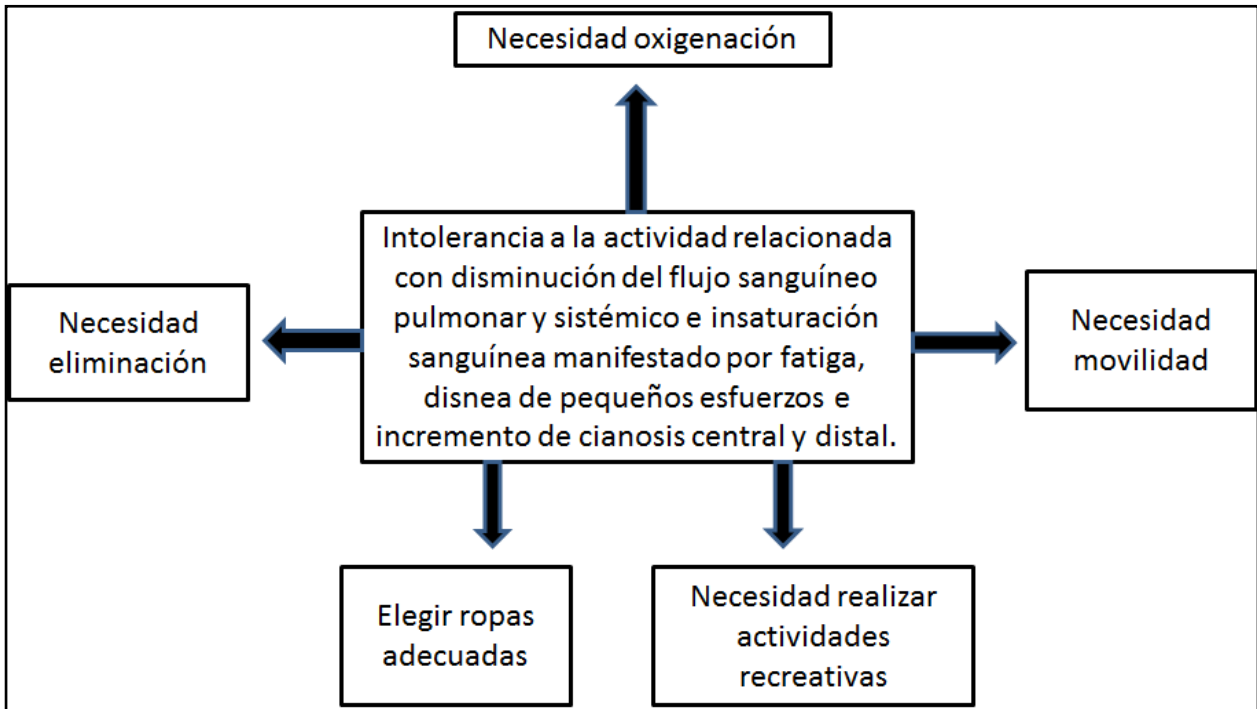 Necesidad oxigenación
Intolerancia a la actividad relacionada
con disminución del flujo sanguíneo
pulmonar y sistémico e insaturación
sanguínea manifestado por fatiga,
disnea de pequeños esfuerzos e
incremento de cianosis central y distal.
Necesidad
eliminación
Necesidad
movilidad
Elegir ropas
adecuadas
Necesidad realizar
actividades
recreativas